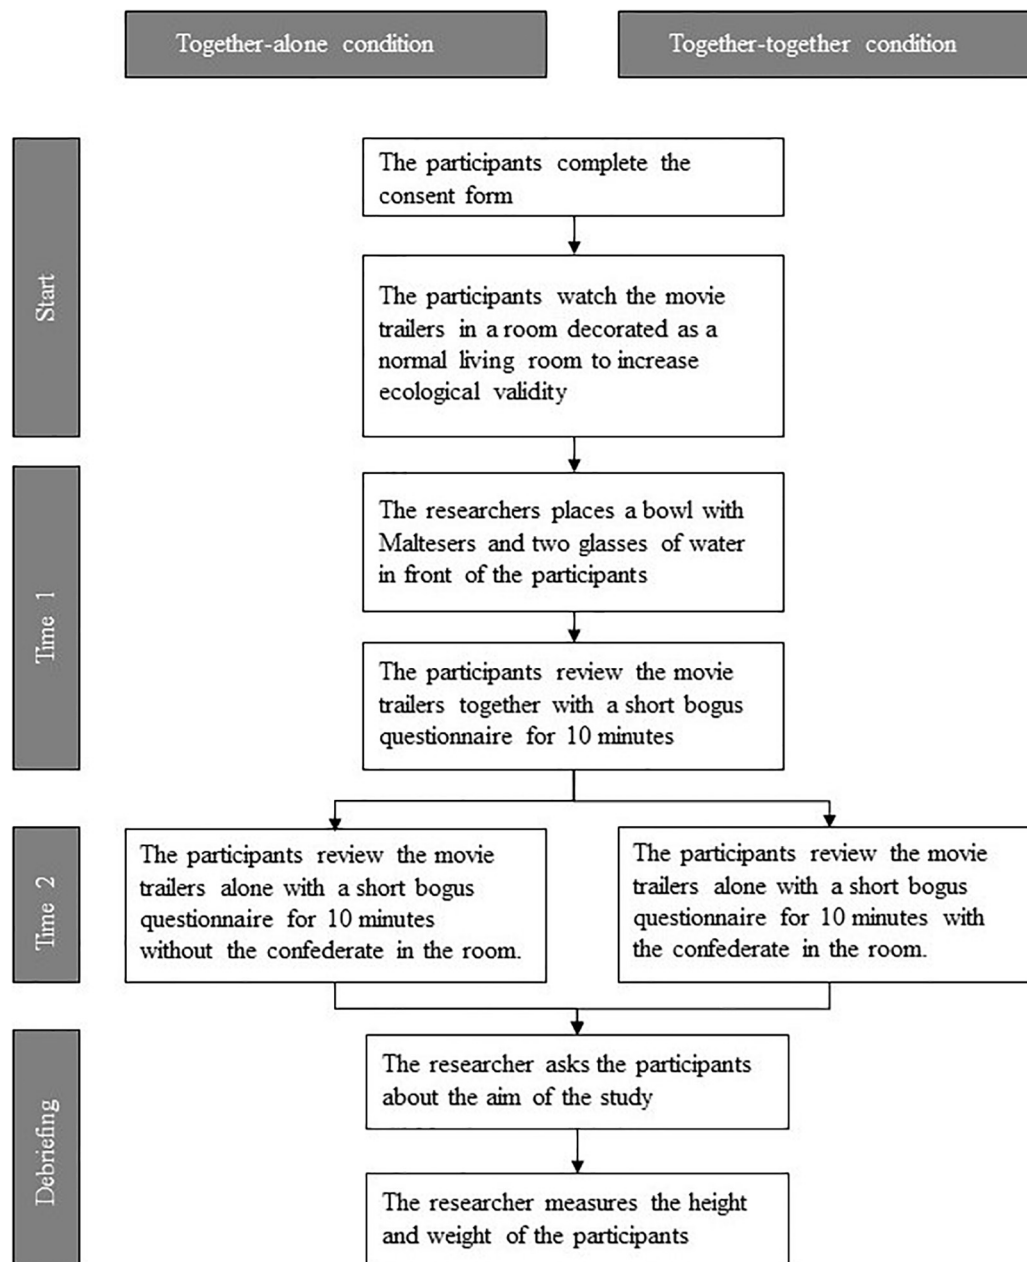 Together-alone condition
Together-together condition
Start
The participants complete the
consent form
The participants watch the movie
trailers in a room decorated as a
normal living room to increase
ecological validity
Time 1
The researchers places a bowl with
Maltesers and two glasses of water
in front of the participants
The participants review the movie
trailers together with a short bogus
questionnaire for 10 minutes
Time 2
The participants review the movie
trailers alone with a short bogus
questionnaire for 10 minutes
without the confederate in the room.
The participants review the movie
trailers alone with a short bogus
questionnaire for 10 minutes with
the confederate in the room.
Debriefing
The researcher asks the participants
about the aim of the study
The researcher measures the height
and weight of the participants